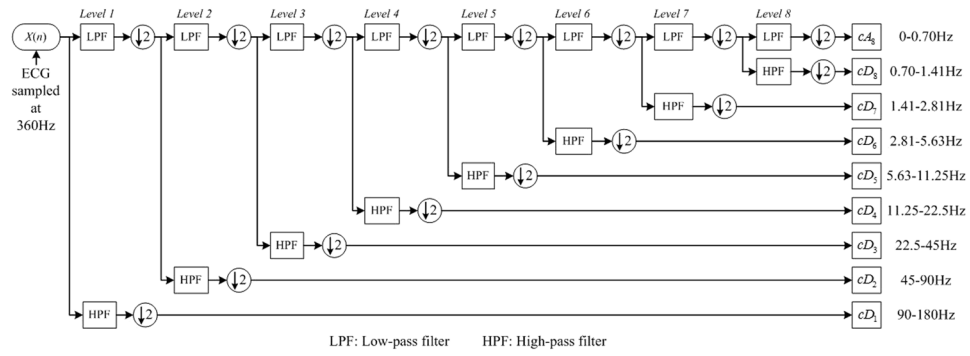 Level 1 Level 2 Level 3 Level 4 Level 5 Level 6 Level 7 Level 8
X(n) LPF ↓2 LPF ↓2 LPF ↓2 LPF ↓2 LPF ↓2 LPF ↓2 LPF ↓2 LPF ↓2 cA8 0-0.70Hz
ECG
sampled
at
360Hz
HPF ↓2 cD8 0.70-1.41Hz
HPF ↓2 cD7 1.41-2.81Hz
HPF ↓2 cD6 2.81-5.63Hz
HPF ↓2 cD5 5.63-11.25Hz
HPF ↓2 cD4 11.25-22.5Hz
HPF ↓2 cD3 22.5-45Hz
HPF ↓2 cD2 45-90Hz
HPF ↓2 cD1 90-180Hz
LPF: Low-pass filter HPF: High-pass filter